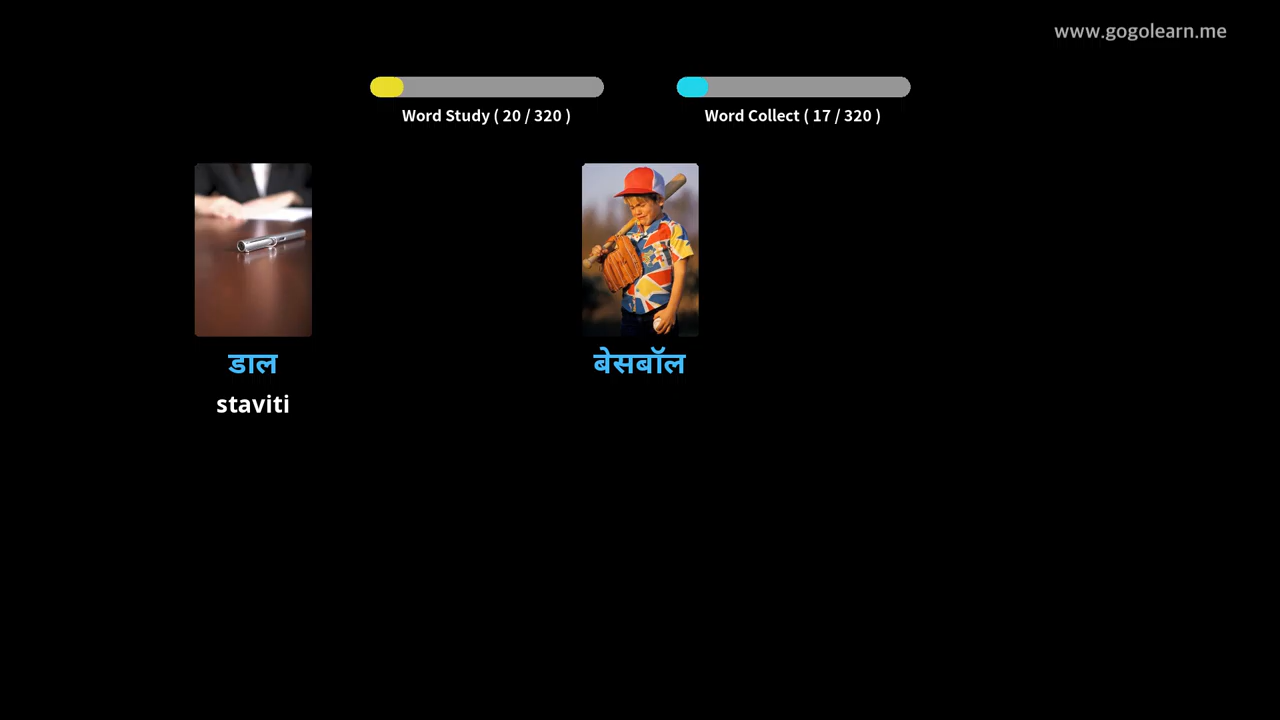 www.gogolearn.me
Word Study ( 20 / 320 )
Word Collect ( 17 / 320 )
डाल
बेसबॉल
staviti